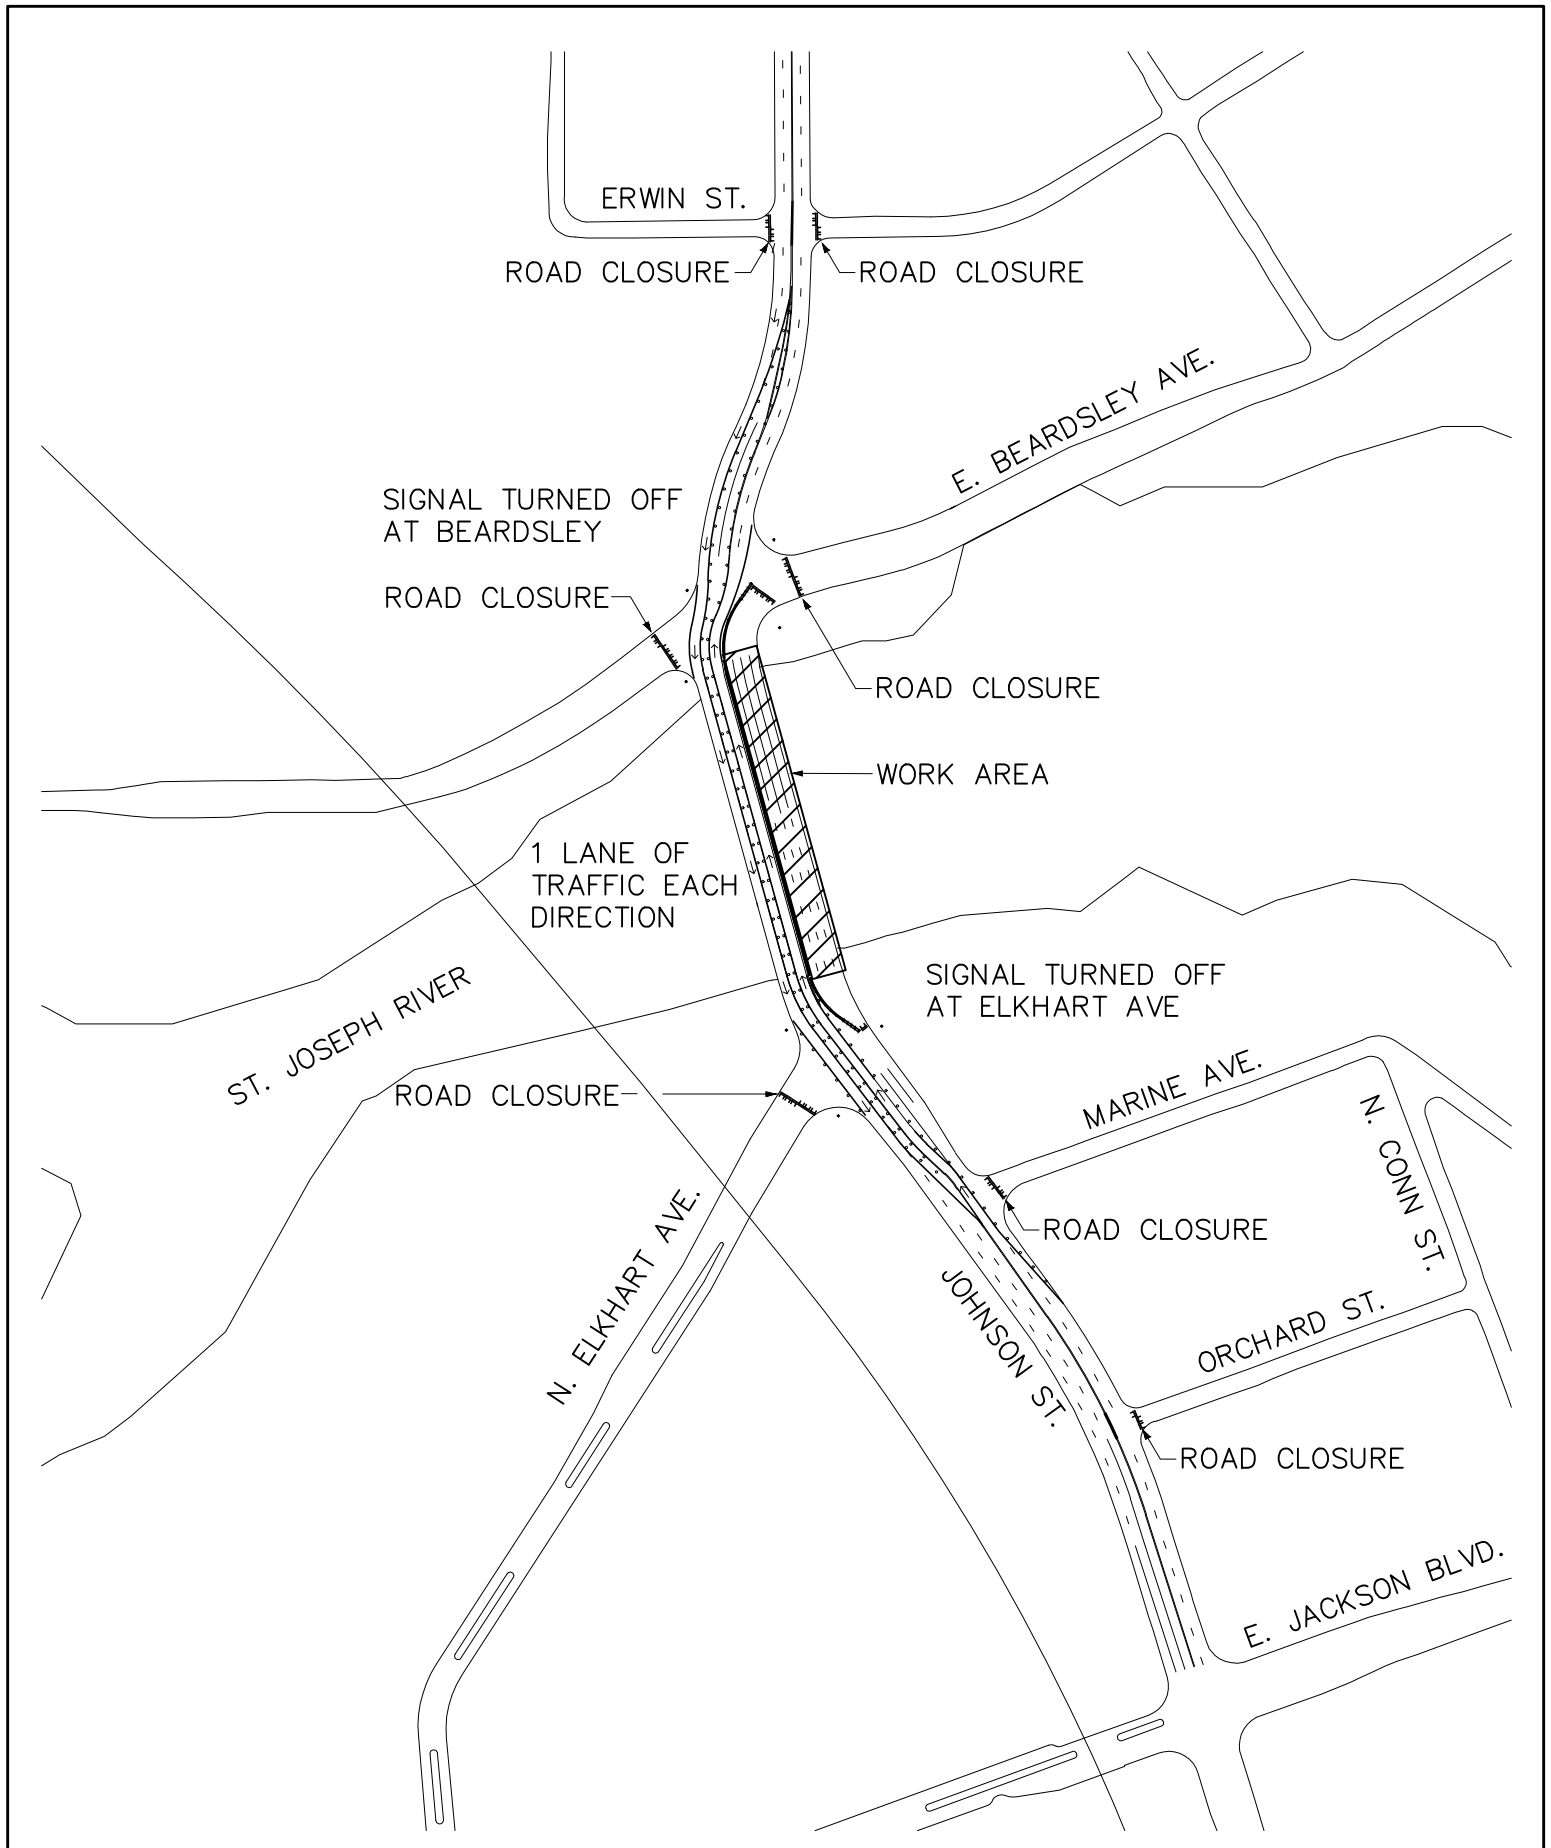 ERWIN ST.
ROAD CLOSURE
ROAD CLOSURE
E. BEARDSLEY AVE.
SIGNAL TURNED OFF
AT BEARDSLEY
ROAD CLOSURE
ROAD CLOSURE
WORK AREA
1 LANE OF
TRAFFIC EACH
DIRECTION
SIGNAL TURNED OFF
AT ELKHART AVE
ST. JOSEPH RIVER
ROAD CLOSURE
MARINE AVE.
N. CONN ST.
ROAD CLOSURE
N. ELKHART AVE.
JOHNSON ST.
ORCHARD ST.
ROAD CLOSURE
E. JACKSON BLVD.